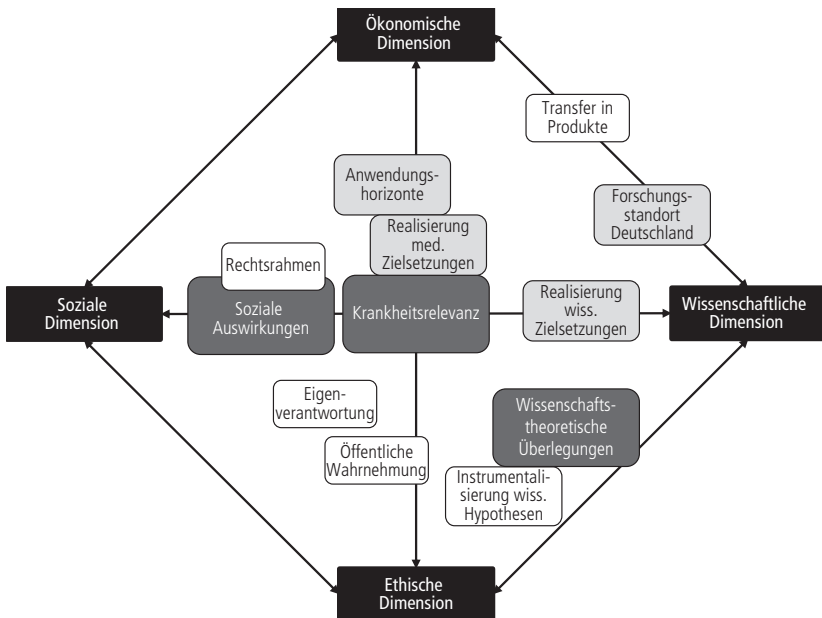 Ökonomische
Dimension
Transfer in
Produkte
Anwendungs-
horizonte
Forschungs-
standort
Deutschland
Realisierung
med.
Zielsetzungen
Rechtsrahmen
Soziale
Dimension
Soziale
Auswirkungen
Krankheitsrelevanz
Realisierung
wiss.
Zielsetzungen
Wissenschaftliche
Dimension
Eigen-
verantwortung
Wissenschafts-
theoretische
Überlegungen
Öffentliche
Wahrnehmung
Instrumentali-
sierung wiss.
Hypothesen
Ethische
Dimension